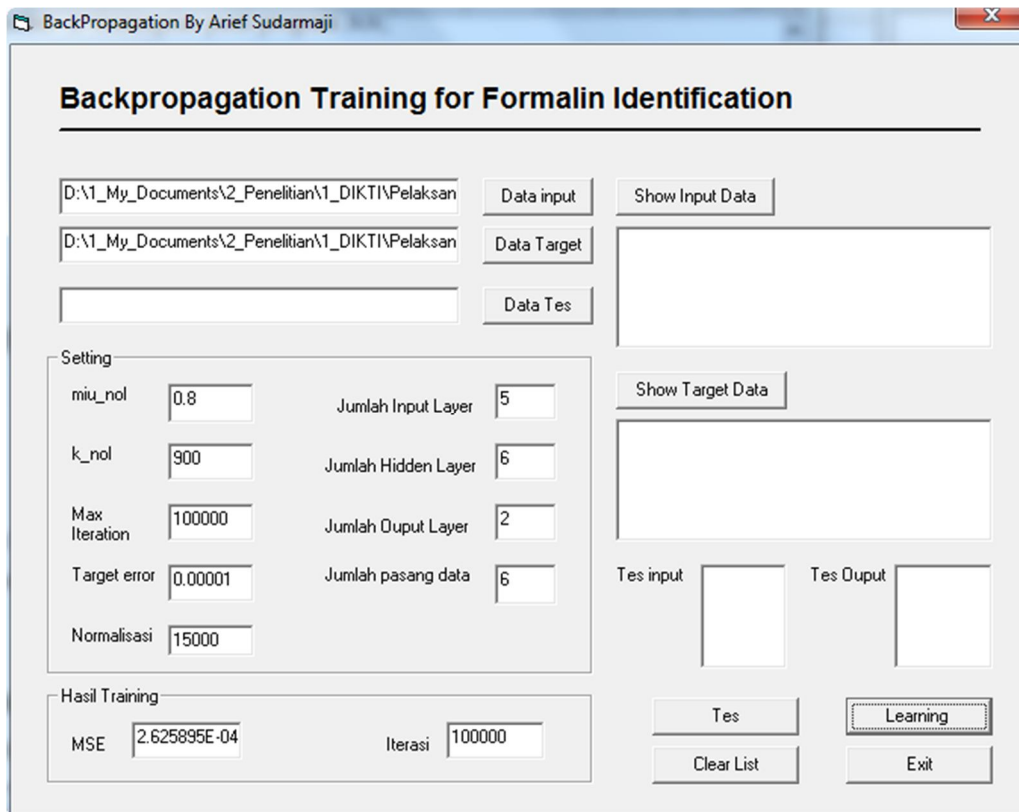 BackPropagation By Arief Sudarmaji
Backpropagation Training for Formalin Identification
D:\1_My_Documents\2_Penelitian\1_DIKTI\Pelaksan
Data input
Show Input Data
D:\1_My_Documents\2_Penelitian\1_DIKTI\Pelaksan
Data Target
Data Tes
Setting
miu_nol
0.8
Jumlah Input Layer
5
Show Target Data
k_nol
900
Jumlah Hidden Layer
6
Max
Iteration
100000
Jumlah Ouput Layer
2
Target error
0.00001
Jumlah pasang data
6
Tes input
Tes Ouput
Normalisasi
15000
Hasil Training
MSE
2.625895E-04
Iterasi
100000
Tes
Learning
Clear List
Exit